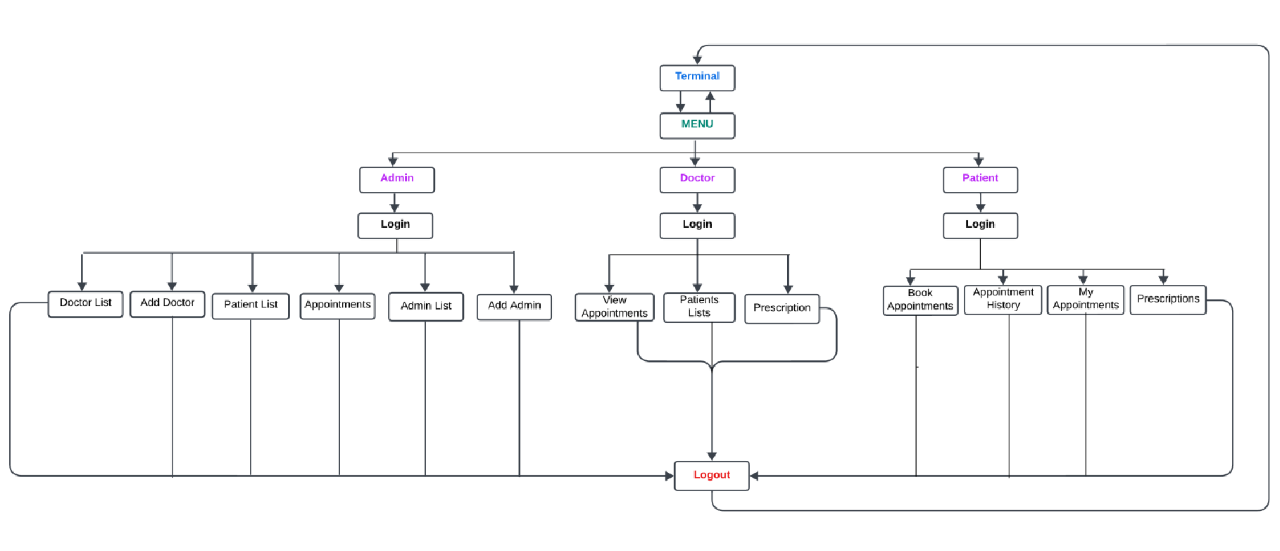 Terminal
MENU
Admin
Doctor
Patient
Login
Login
Login
Doctor List
Add Doctor
Patient List
Appointments
Admin List
Add Admin
View
Appointments
Patients
Lists
Prescription
Book
Appointments
Appointment
History
My
Appointments
Prescriptions
Logout